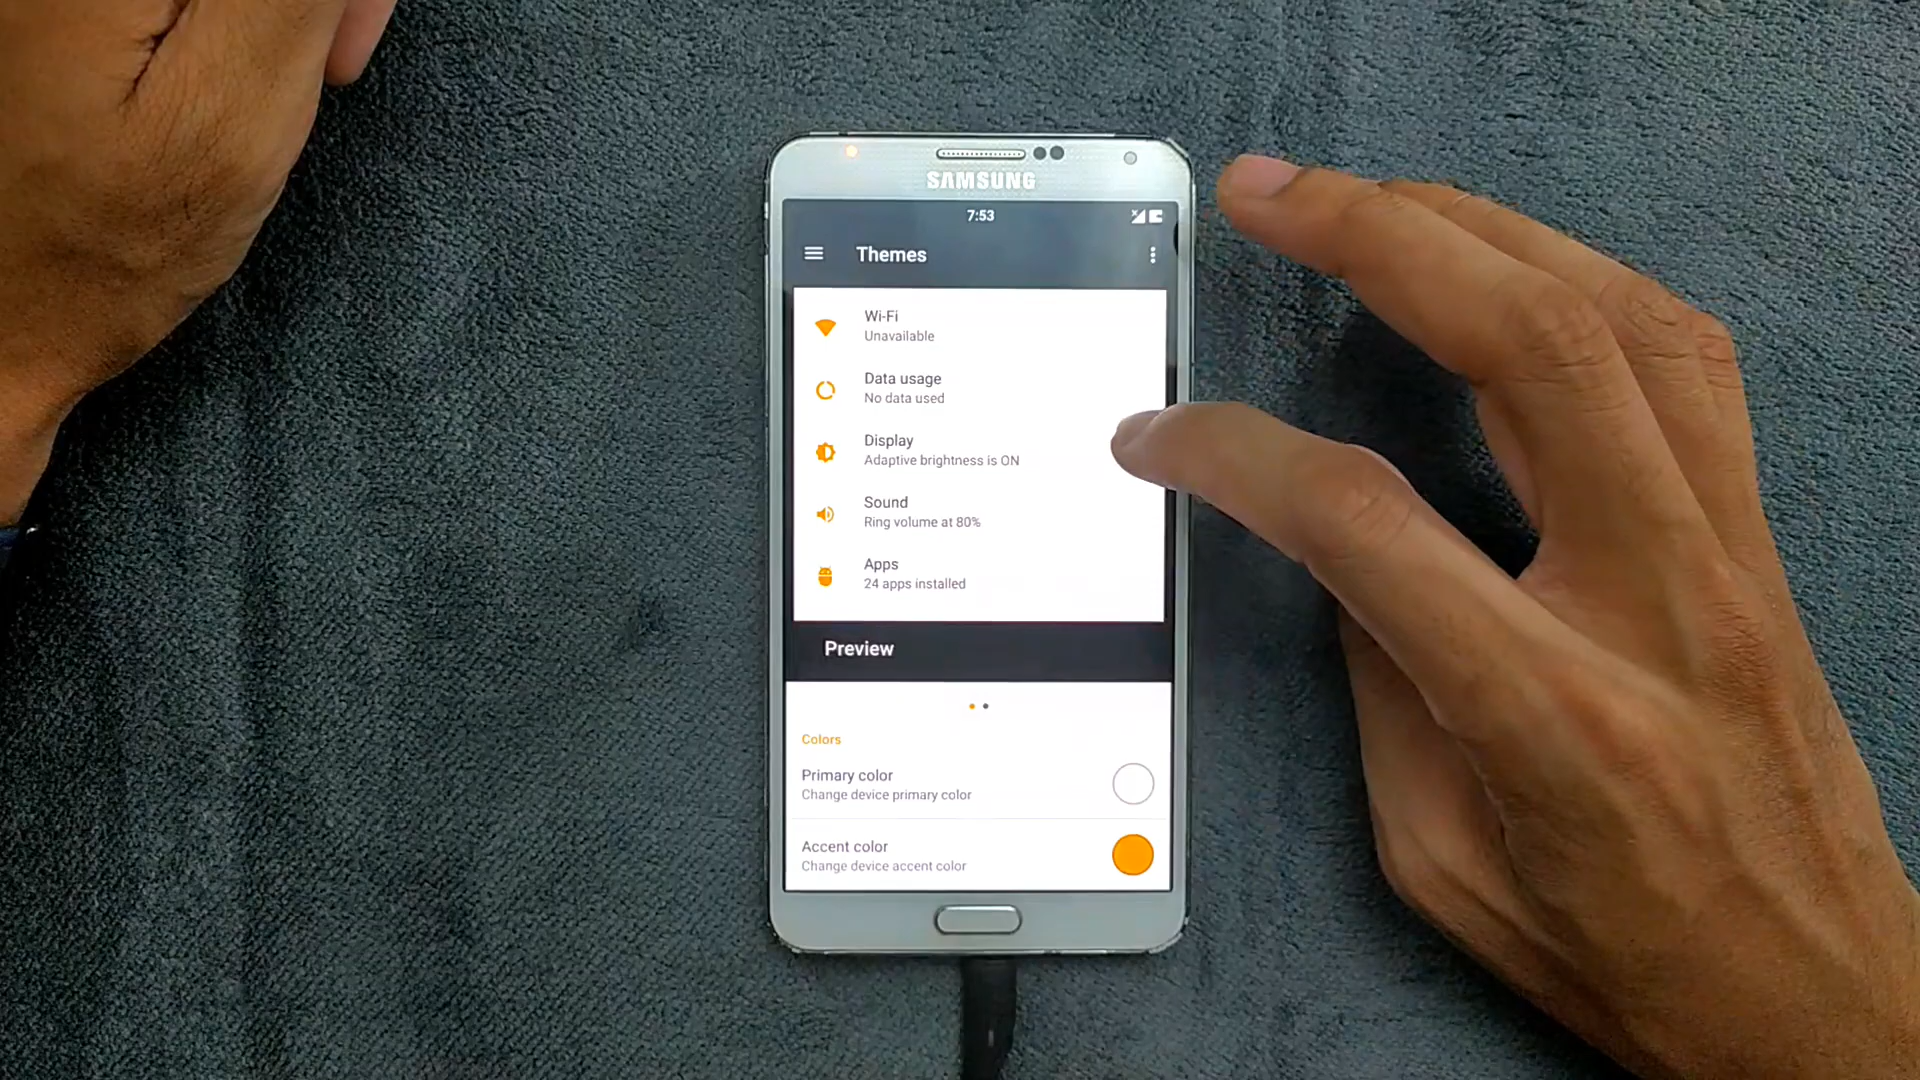 SAMSUNG
7:53
Themes
Wi-Fi
Unavailable
Data usage
No data used
Display
Adaptive brightness is ON
Sound
Ring volume at 80%
Apps
24 apps installed
Preview
Colors
Primary color
Change device primary color
Accent color
Change device accent color